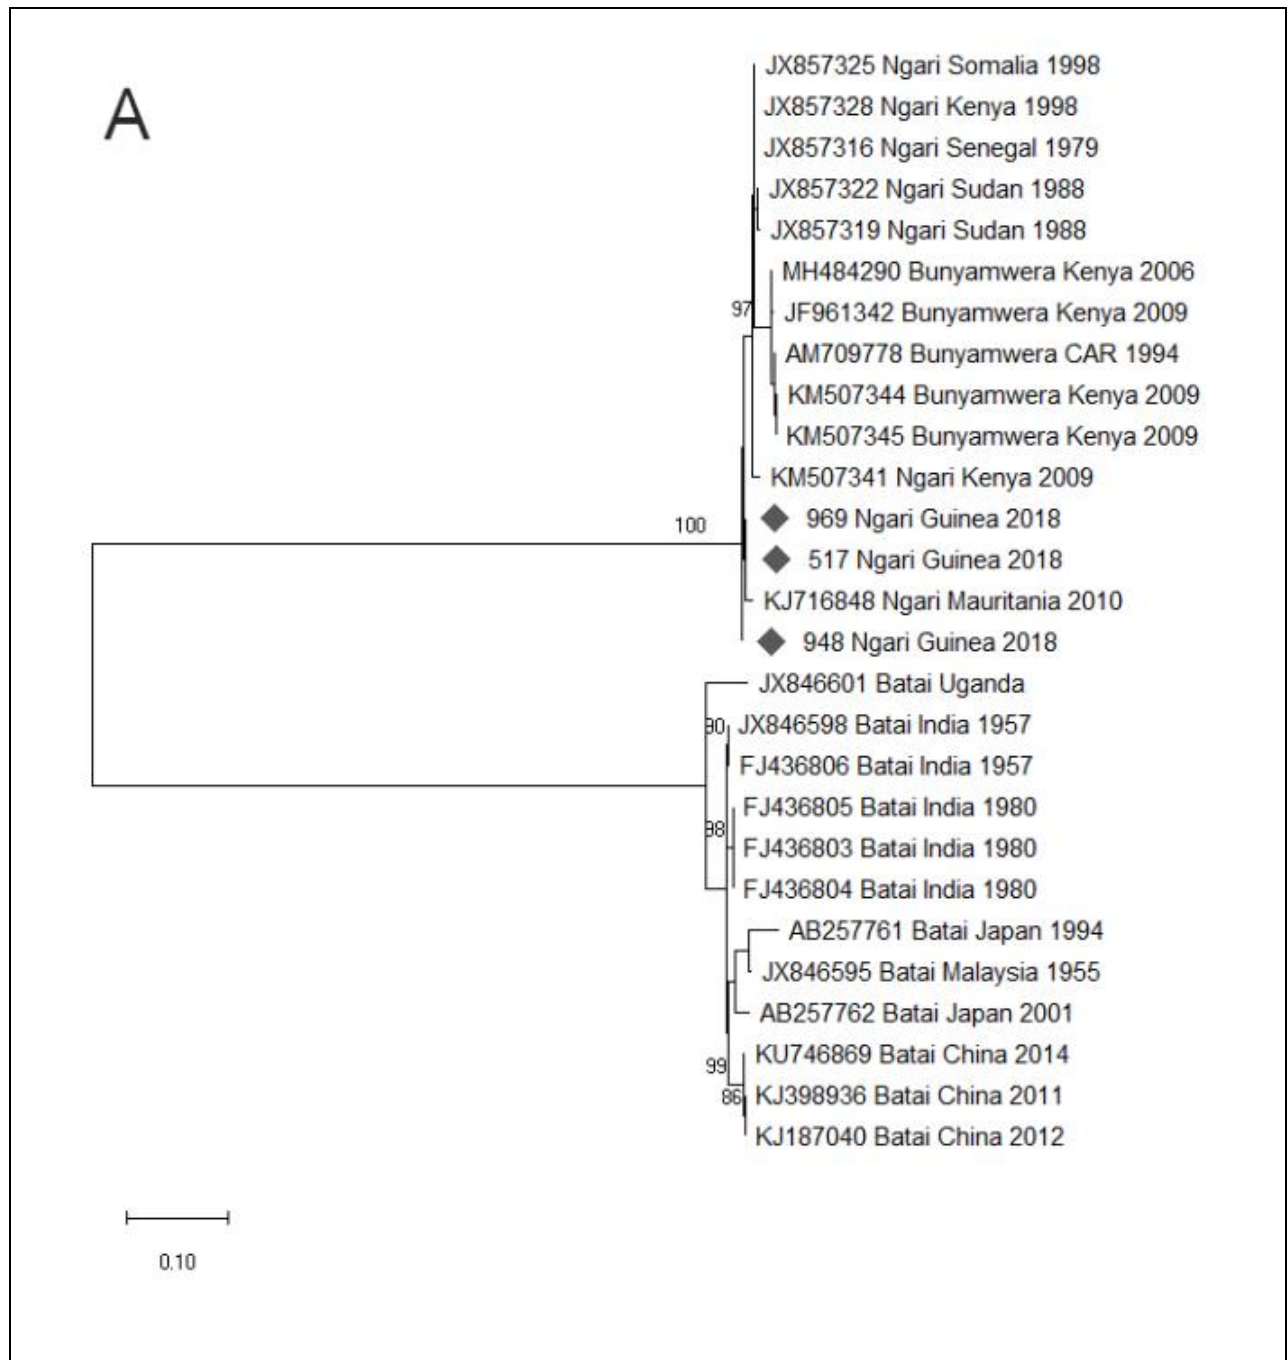 A
JX857325 Ngari Somalia 1998
JX857328 Ngari Kenya 1998
JX857316 Ngari Senegal 1979
JX857322 Ngari Sudan 1988
JX857319 Ngari Sudan 1988
MH484290 Bunyamwera Kenya 2006
97
JF961342 Bunyamwera Kenya 2009
AM709778 Bunyamwera CAR 1994
KM507344 Bunyamwera Kenya 2009
KM507345 Bunyamwera Kenya 2009
KM507341 Ngari Kenya 2009
969 Ngari Guinea 2018
100
517 Ngari Guinea 2018
KJ716848 Ngari Mauritania 2010
948 Ngari Guinea 2018
JX846601 Batai Uganda
90
JX846598 Batai India 1957
FJ436806 Batai India 1957
FJ436805 Batai India 1980
98
FJ436803 Batai India 1980
FJ436804 Batai India 1980
AB257761 Batai Japan 1994
JX846595 Batai Malaysia 1955
AB257762 Batai Japan 2001
KU746869 Batai China 2014
99
86
KJ398936 Batai China 2011
KJ187040 Batai China 2012
0.10